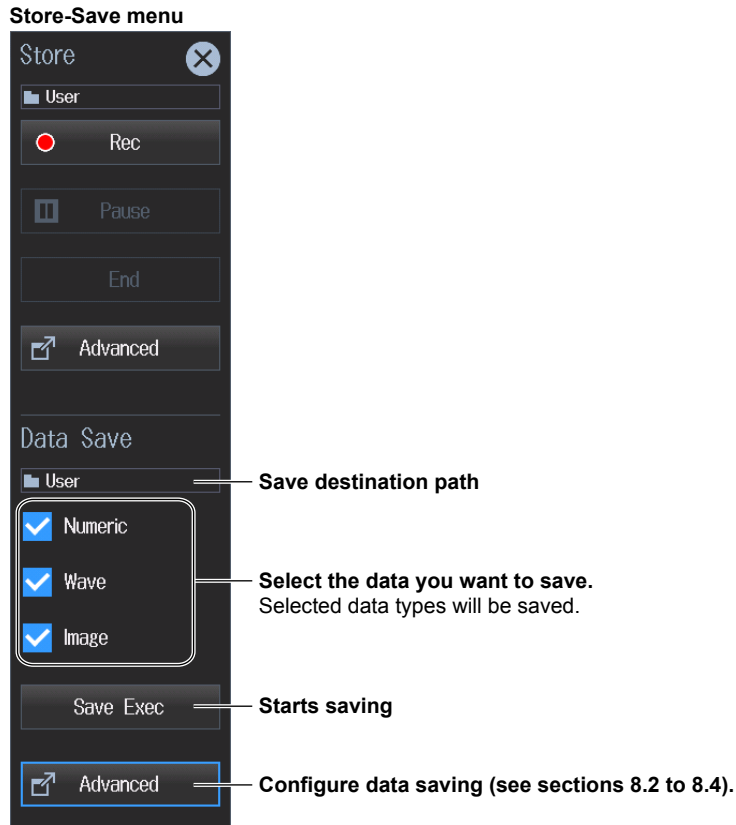 Store-Save menu
Store
User
Rec
Pause
End
Advanced
Data Save
User
Save destination path
Numeric
Wave
Select the data you want to save.
Selected data types will be saved.
Image
Save Exec
Starts saving
Advanced
Configure data saving (see sections 8.2 to 8.4).